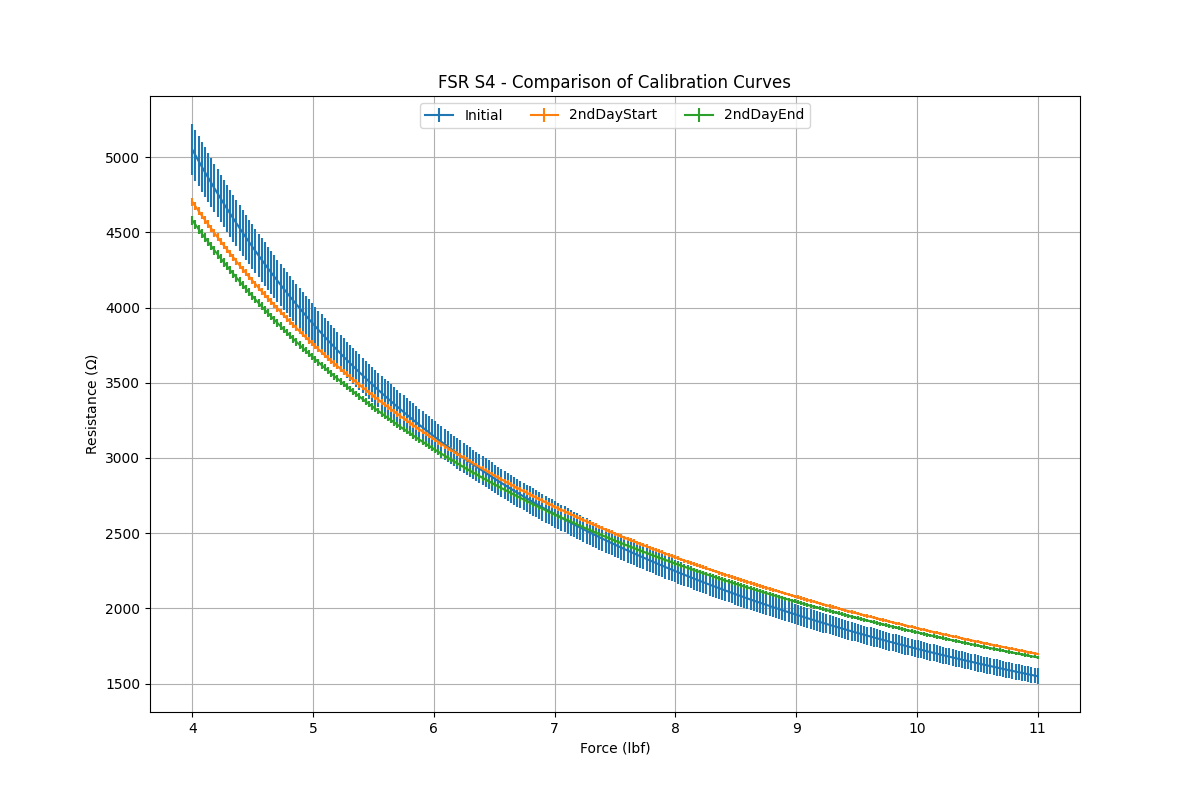 FSR S4 - Comparison of Calibration Curves
Initial 2ndDayStart 2ndDayEnd
5000
4500
4000
3500
3000
2500
2000
1500
Resistance (Ω)
4 5 6 7 8 9 10 11
Force (lbf)